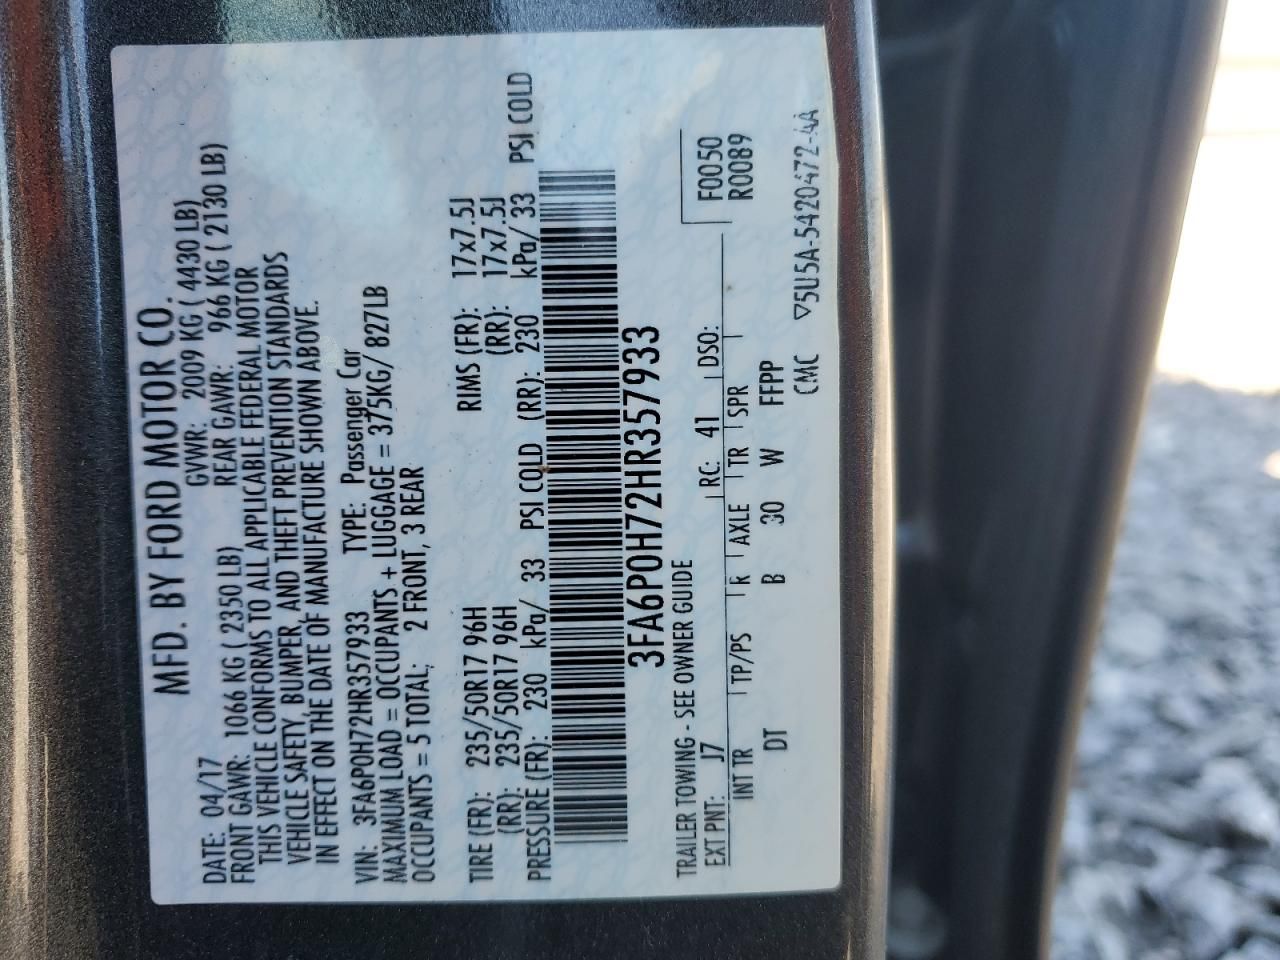 MFD. BY FORD MOTOR CO.
DATE: 04/17 GVWR: 2009 KG ( 4430 LB)
FRONT GAWR: 1066 KG ( 2350 LB) REAR GAWR: 966 KG ( 2130 LB)
THIS VEHICLE CONFORMS TO ALL APPLICABLE FEDERAL MOTOR
VEHICLE SAFETY, BUMPER, AND THEFT PREVENTION STANDARDS
IN EFFECT ON THE DATE OF MANUFACTURE SHOWN ABOVE.
VIN: 3FA6P0H72HR357933 TYPE: Passenger Car
MAXIMUM LOAD = OCCUPANTS + LUGGAGE = 375KG/ 827LB
OCCUPANTS = 5 TOTAL; 2 FRONT, 3 REAR
TIRE (FR): 235/50R17 96H RIMS (FR): 17x7.5J
(RR): 235/50R17 96H (RR): 17x7.5J
PRESSURE (FR): 230 kPa/ 33 PSI COLD (RR): 230 kPa/ 33 PSI COLD
3FA6P0H72HR357933
TRAILER TOWING - SEE OWNER GUIDE
F0050
R0089
EXT PNT: J7 RC: 41 DSO:
INT TR TP/PS R AXLE TR SPR
DT B 30 W FFPP
CMC ▽5U5A-5420472-4A